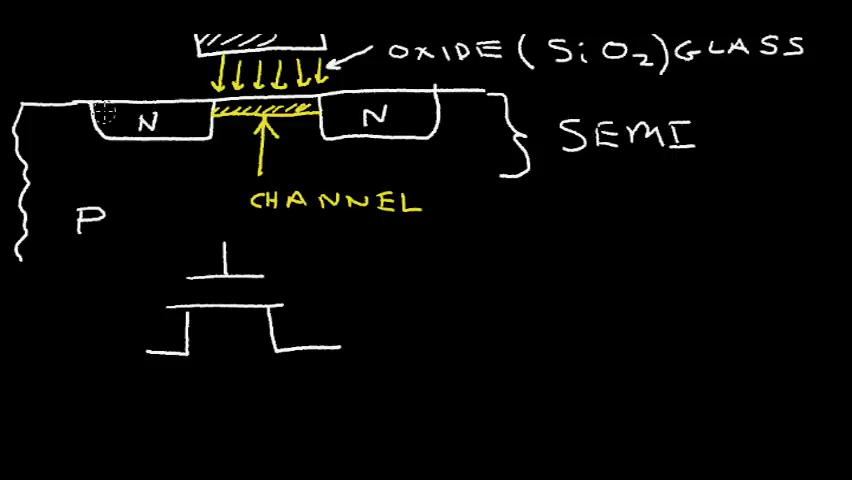 OXIDE (SiO2) GLASS
N
N
SEMI
CHANNEL
P